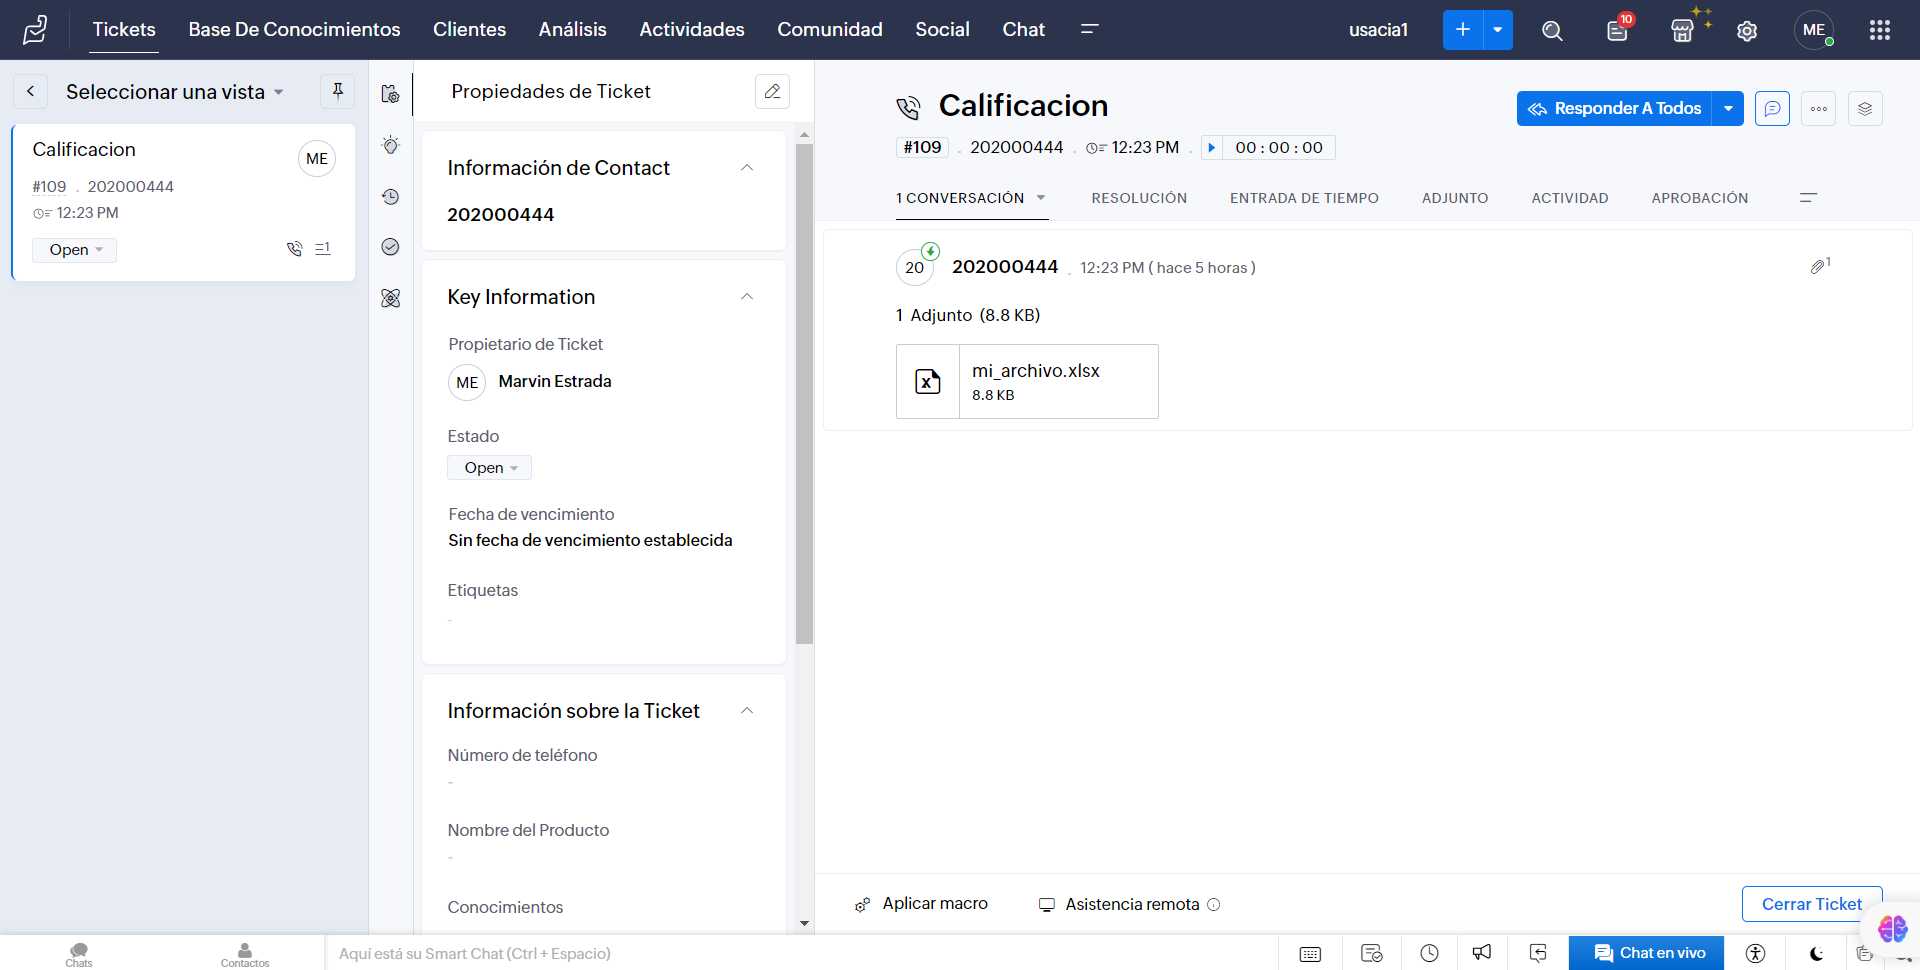 Tickets Base De Conocimientos Clientes Análisis Actividades Comunidad Social Chat usacia1 10 ME
Seleccionar una vista
Calificacion
ME
#109 . 202000444
12:23 PM
Open
1
Propiedades de Ticket
Información de Contact
202000444
Key Information
Propietario de Ticket
ME Marvin Estrada
Estado
Open
Fecha de vencimiento
Sin fecha de vencimiento establecida
Etiquetas
-
Información sobre la Ticket
Número de teléfono
-
Nombre del Producto
-
Conocimientos
Calificacion
Responder A Todos
#109 . 202000444 . 12:23 PM . 00 : 00 : 00
1 CONVERSACIÓN RESOLUCIÓN ENTRADA DE TIEMPO ADJUNTO ACTIVIDAD APROBACIÓN
20 202000444 . 12:23 PM ( hace 5 horas )
1
1 Adjunto (8.8 KB)
mi_archivo.xlsx
8.8 KB
Aplicar macro Asistencia remota Cerrar Ticket
Chats Contactos Aquí está su Smart Chat (Ctrl + Espacio) Chat en vivo